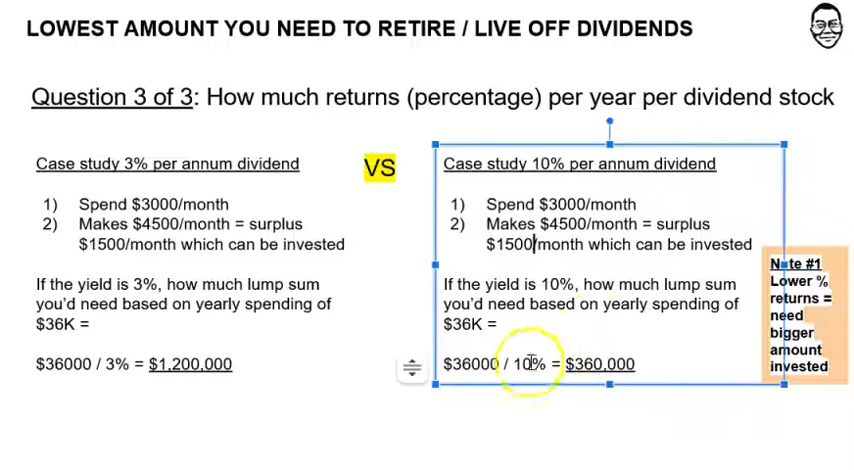 LOWEST AMOUNT YOU NEED TO RETIRE / LIVE OFF DIVIDENDS
Question 3 of 3: How much returns (percentage) per year per dividend stock
Case study 3% per annum dividend
1) Spend $3000/month
2) Makes $4500/month = surplus
$1500/month which can be invested
If the yield is 3%, how much lump sum
you'd need based on yearly spending of
$36K =
$36000 / 3% = $1,200,000
VS
Case study 10% per annum dividend
1) Spend $3000/month
2) Makes $4500/month = surplus
$1500/month which can be invested
If the yield is 10%, how much lump sum
you'd need based on yearly spending of
$36K =
$36000 / 10% = $360,000
Note #1
Lower %
returns =
need
bigger
amount
invested